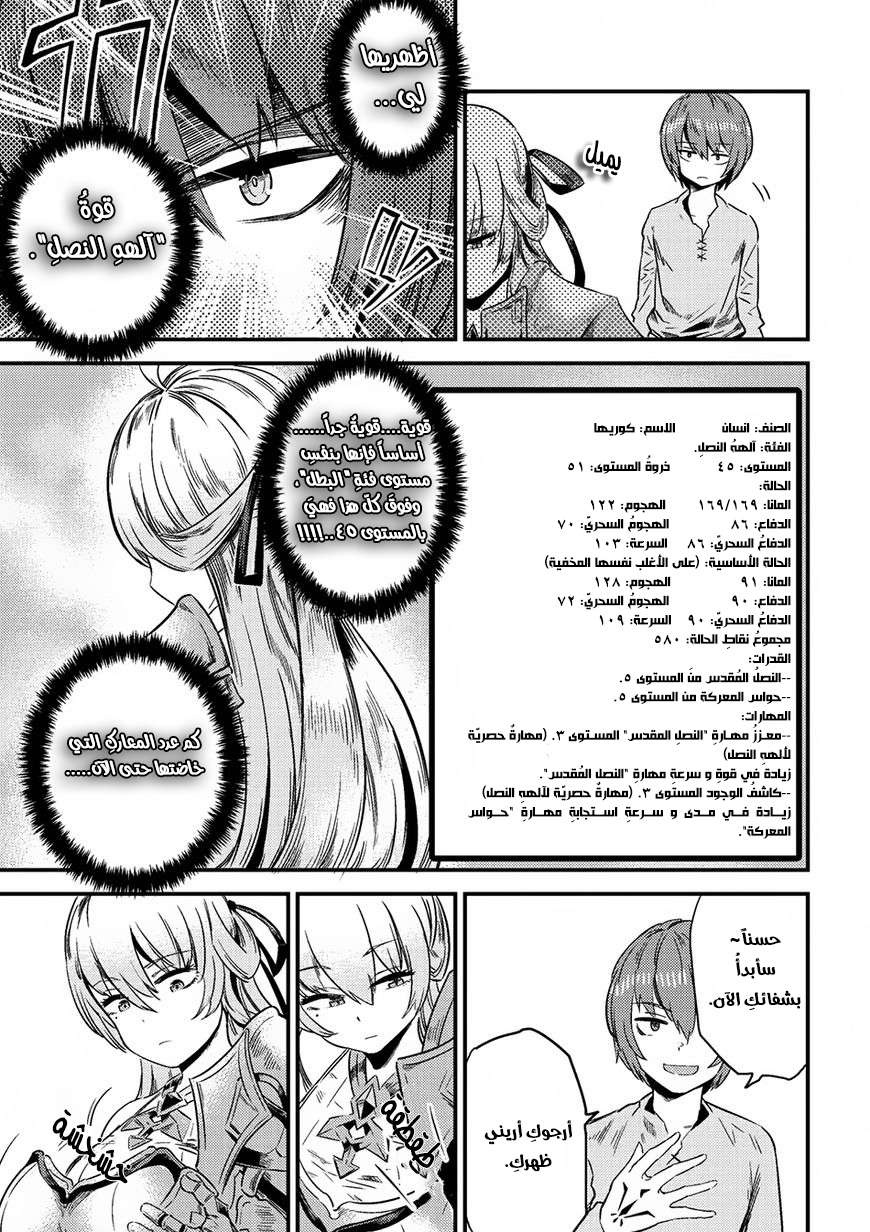 يميل
أظهريها
لي...
قوةُ
"آلهةِ النصلِ".
الصنف: انسان الاسم: كوريها
الفئة: آلهةُ النصلِ.
المستوى: ٤٥ ذروةُ المستوى: ٥١
الحالة:
المانا: ١٦٩/١٦٩ الهجوم: ١٢٢
الدفاع: ٨٦ الهجومُ السحريّ: ٧٠
الدفاعُ السحريّ: ٨٦ السرعة: ١٠٣
الحالة الأساسية: (على الأغلب نفسها المخفية)
المانا: ٩١ الهجوم: ١٢٨
الدفاع: ٩٠ الهجومُ السحريّ: ٧٢
الدفاعُ السحريّ: ٩٠ السرعة: ١٠٩
مجموعُ نقاطِ الحالة: ٥٨٠
القدرات:
--النصلُ المُقدس منَ المستوى ٥.
--حواس المعركة من المستوى ٥.
المهارات:
--معززُ مهارةِ "النصلِ المقدس" المستوى ٣. (مهارةٌ حصريّة
لألهةِ النصل)
زيادة في قوةِ و سرعةِ مهارةِ "النصل المُقدس".
--كاشفُ الوجود المستوى ٣. (مهارةٌ حصريّة لآلهةِ النصل)
زيادة في مدى و سرعةِ استجابةِ مهارةِ "حواس
المعركة".
قوية....قويةٌ جراً......
أساساً فإنها بنفسِ
مستوى فئةِ "البطل".
وفوقَ كلّ هزا فهيَ
بالمستوى ٤٥..!!!!
كم عدد المعاركِ التي
خاضتها حتى الآن.....
حسناً~
سأبدأُ
بشفائكِ الآن.
أرجوكِ أريني
ظهركِ.
طقطقة
خشخشة